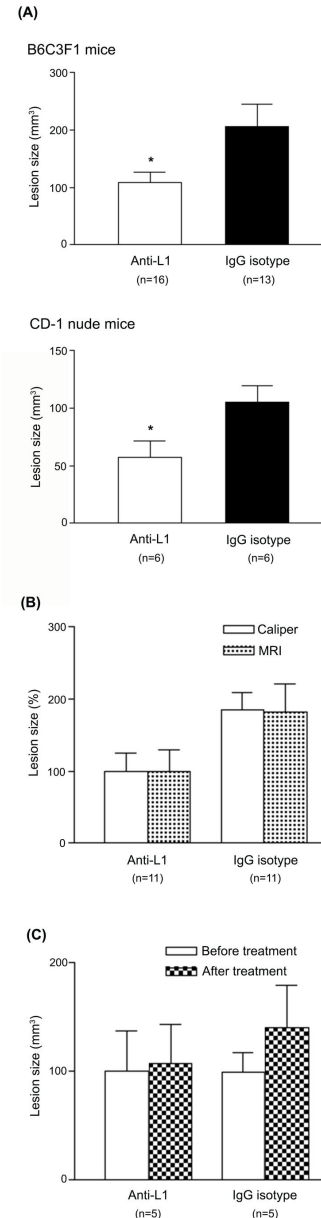 (A)
B6C3F1 mice
300
200
100
0
Lesion size (mm³)
*
Anti-L1
(n=16)
IgG isotype
(n=13)
CD-1 nude mice
150
100
50
0
Lesion size (mm³)
*
Anti-L1
(n=6)
IgG isotype
(n=6)
(B)
300
200
100
0
Lesion size (%)
Caliper
MRI
Anti-L1
(n=11)
IgG isotype
(n=11)
(C)
200
100
0
Lesion size (mm³)
Before treatment
After treatment
Anti-L1
(n=5)
IgG isotype
(n=5)